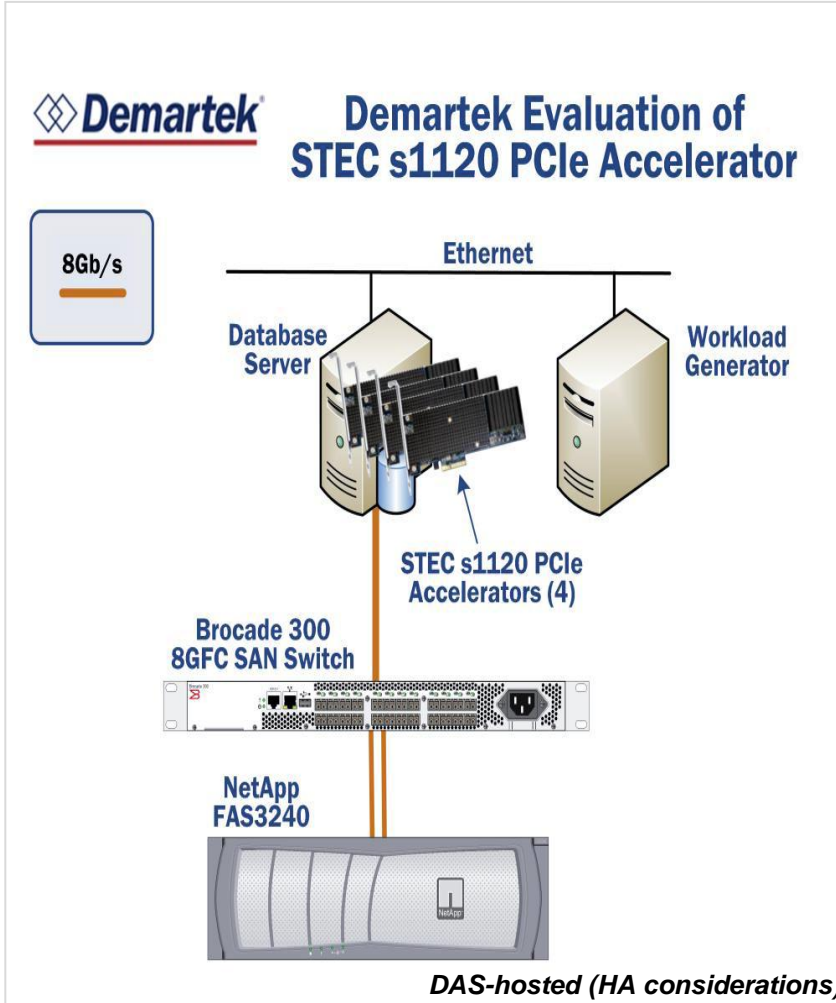 Demartek
Demartek Evaluation of
STEC s1120 PCIe Accelerator
8Gb/s
Ethernet
Database
Server
Workload
Generator
STEC s1120 PCIe
Accelerators (4)
Brocade 300
8GFC SAN Switch
NetApp
FAS3240
NetApp
DAS-hosted (HA considerations)